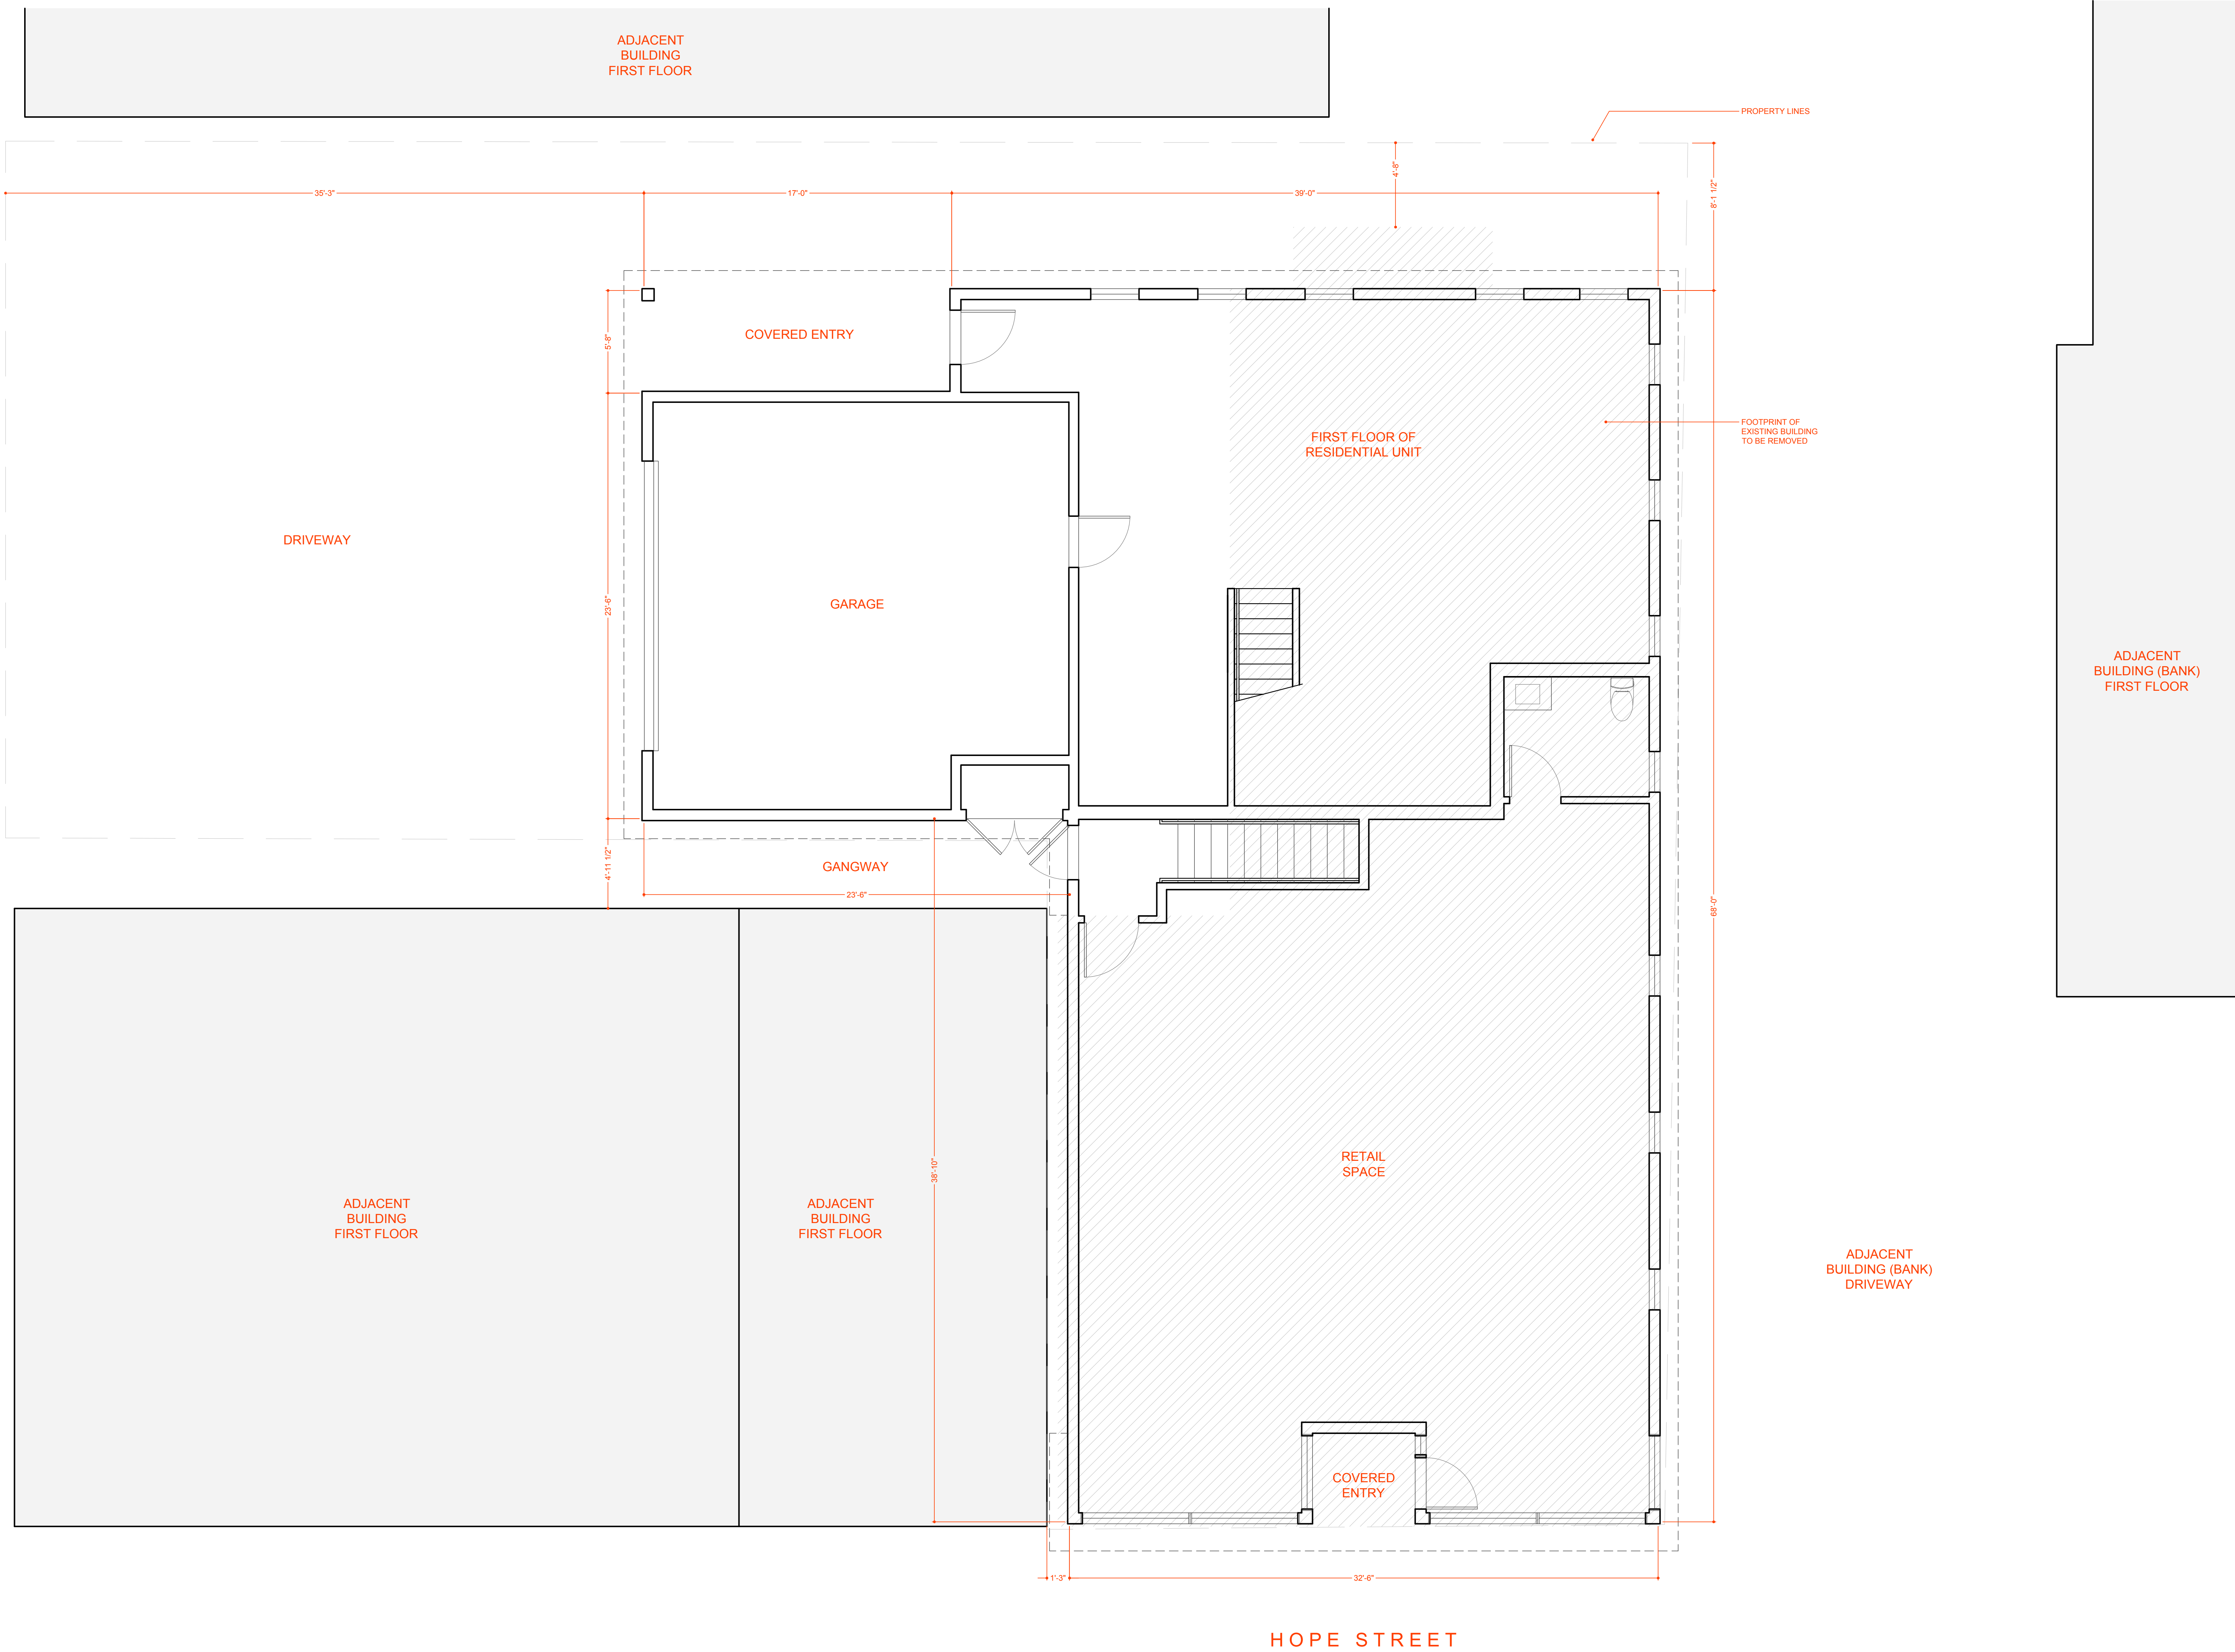 ADJACENT
BUILDING
FIRST FLOOR
PROPERTY LINES
4'-8"
8'-1 1/2"
35'-3"
17'-0"
39'-0"
COVERED ENTRY
5'-8"
FOOTPRINT OF
EXISTING BUILDING
TO BE REMOVED
FIRST FLOOR OF
RESIDENTIAL UNIT
DRIVEWAY
GARAGE
23'-6"
ADJACENT
BUILDING (BANK)
FIRST FLOOR
4'-11 1/2"
GANGWAY
23'-6"
68'-0"
38'-10"
RETAIL
SPACE
ADJACENT
BUILDING
FIRST FLOOR
ADJACENT
BUILDING
FIRST FLOOR
ADJACENT
BUILDING (BANK)
DRIVEWAY
COVERED
ENTRY
1'-3"
32'-6"
HOPE STREET